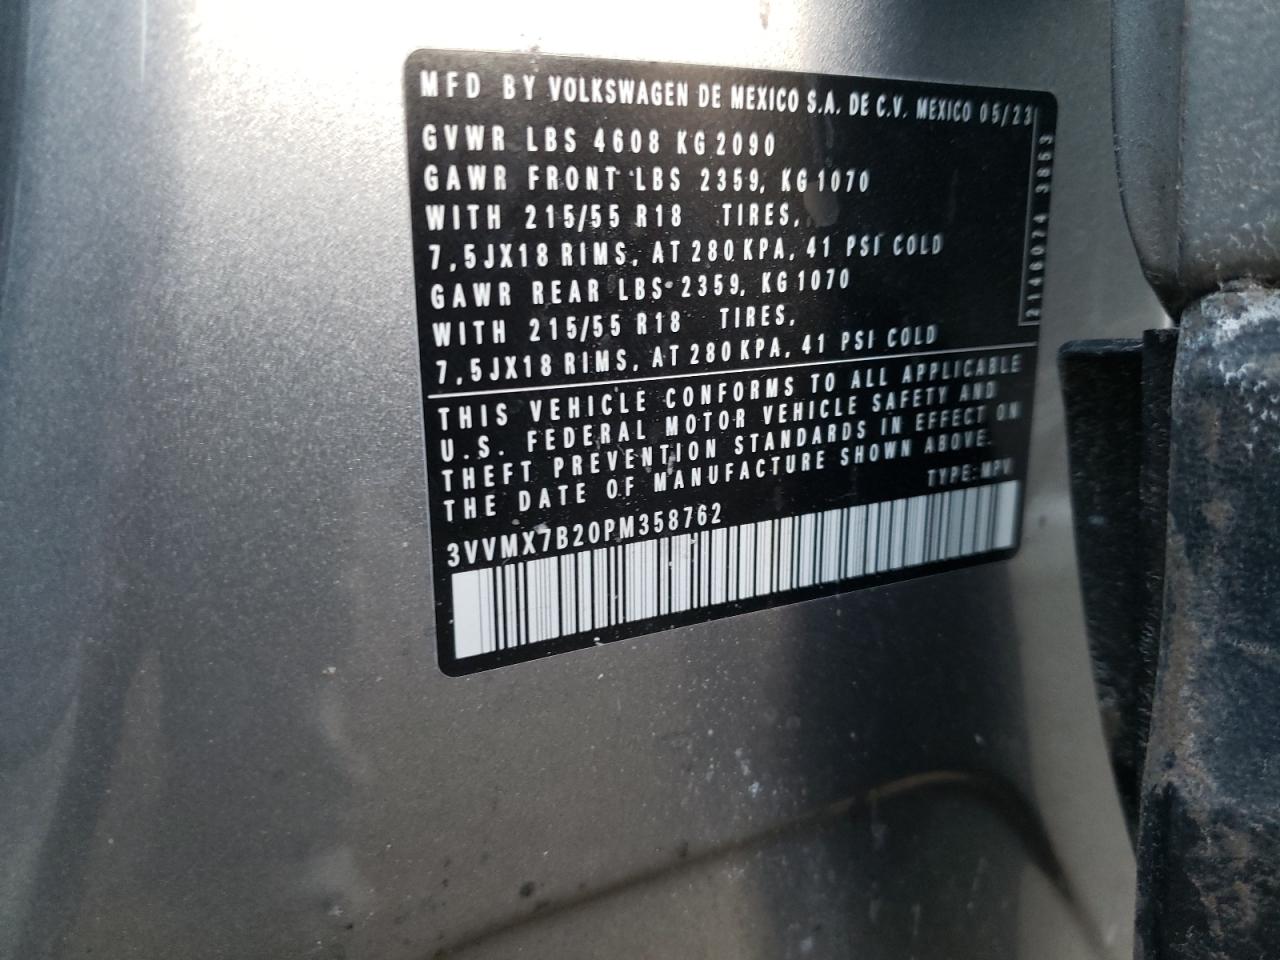 MFD BY VOLKSWAGEN DE MEXICO S.A. DE C.V. MEXICO 05/23
GVWR LBS 4608 KG 2090
GAWR FRONT LBS 2359, KG 1070
WITH 215/55 R18 TIRES,
7,5JX18 RIMS, AT 280 KPA, 41 PSI COLD
GAWR REAR LBS 2359, KG 1070
WITH 215/55 R18 TIRES,
7,5JX18 RIMS, AT 280 KPA, 41 PSI COLD
2146074 3863
THIS VEHICLE CONFORMS TO ALL APPLICABLE
U.S. FEDERAL MOTOR VEHICLE SAFETY AND
THEFT PREVENTION STANDARDS IN EFFECT ON
THE DATE OF MANUFACTURE SHOWN ABOVE.
TYPE: MPV
3VVMX7B20PM358762